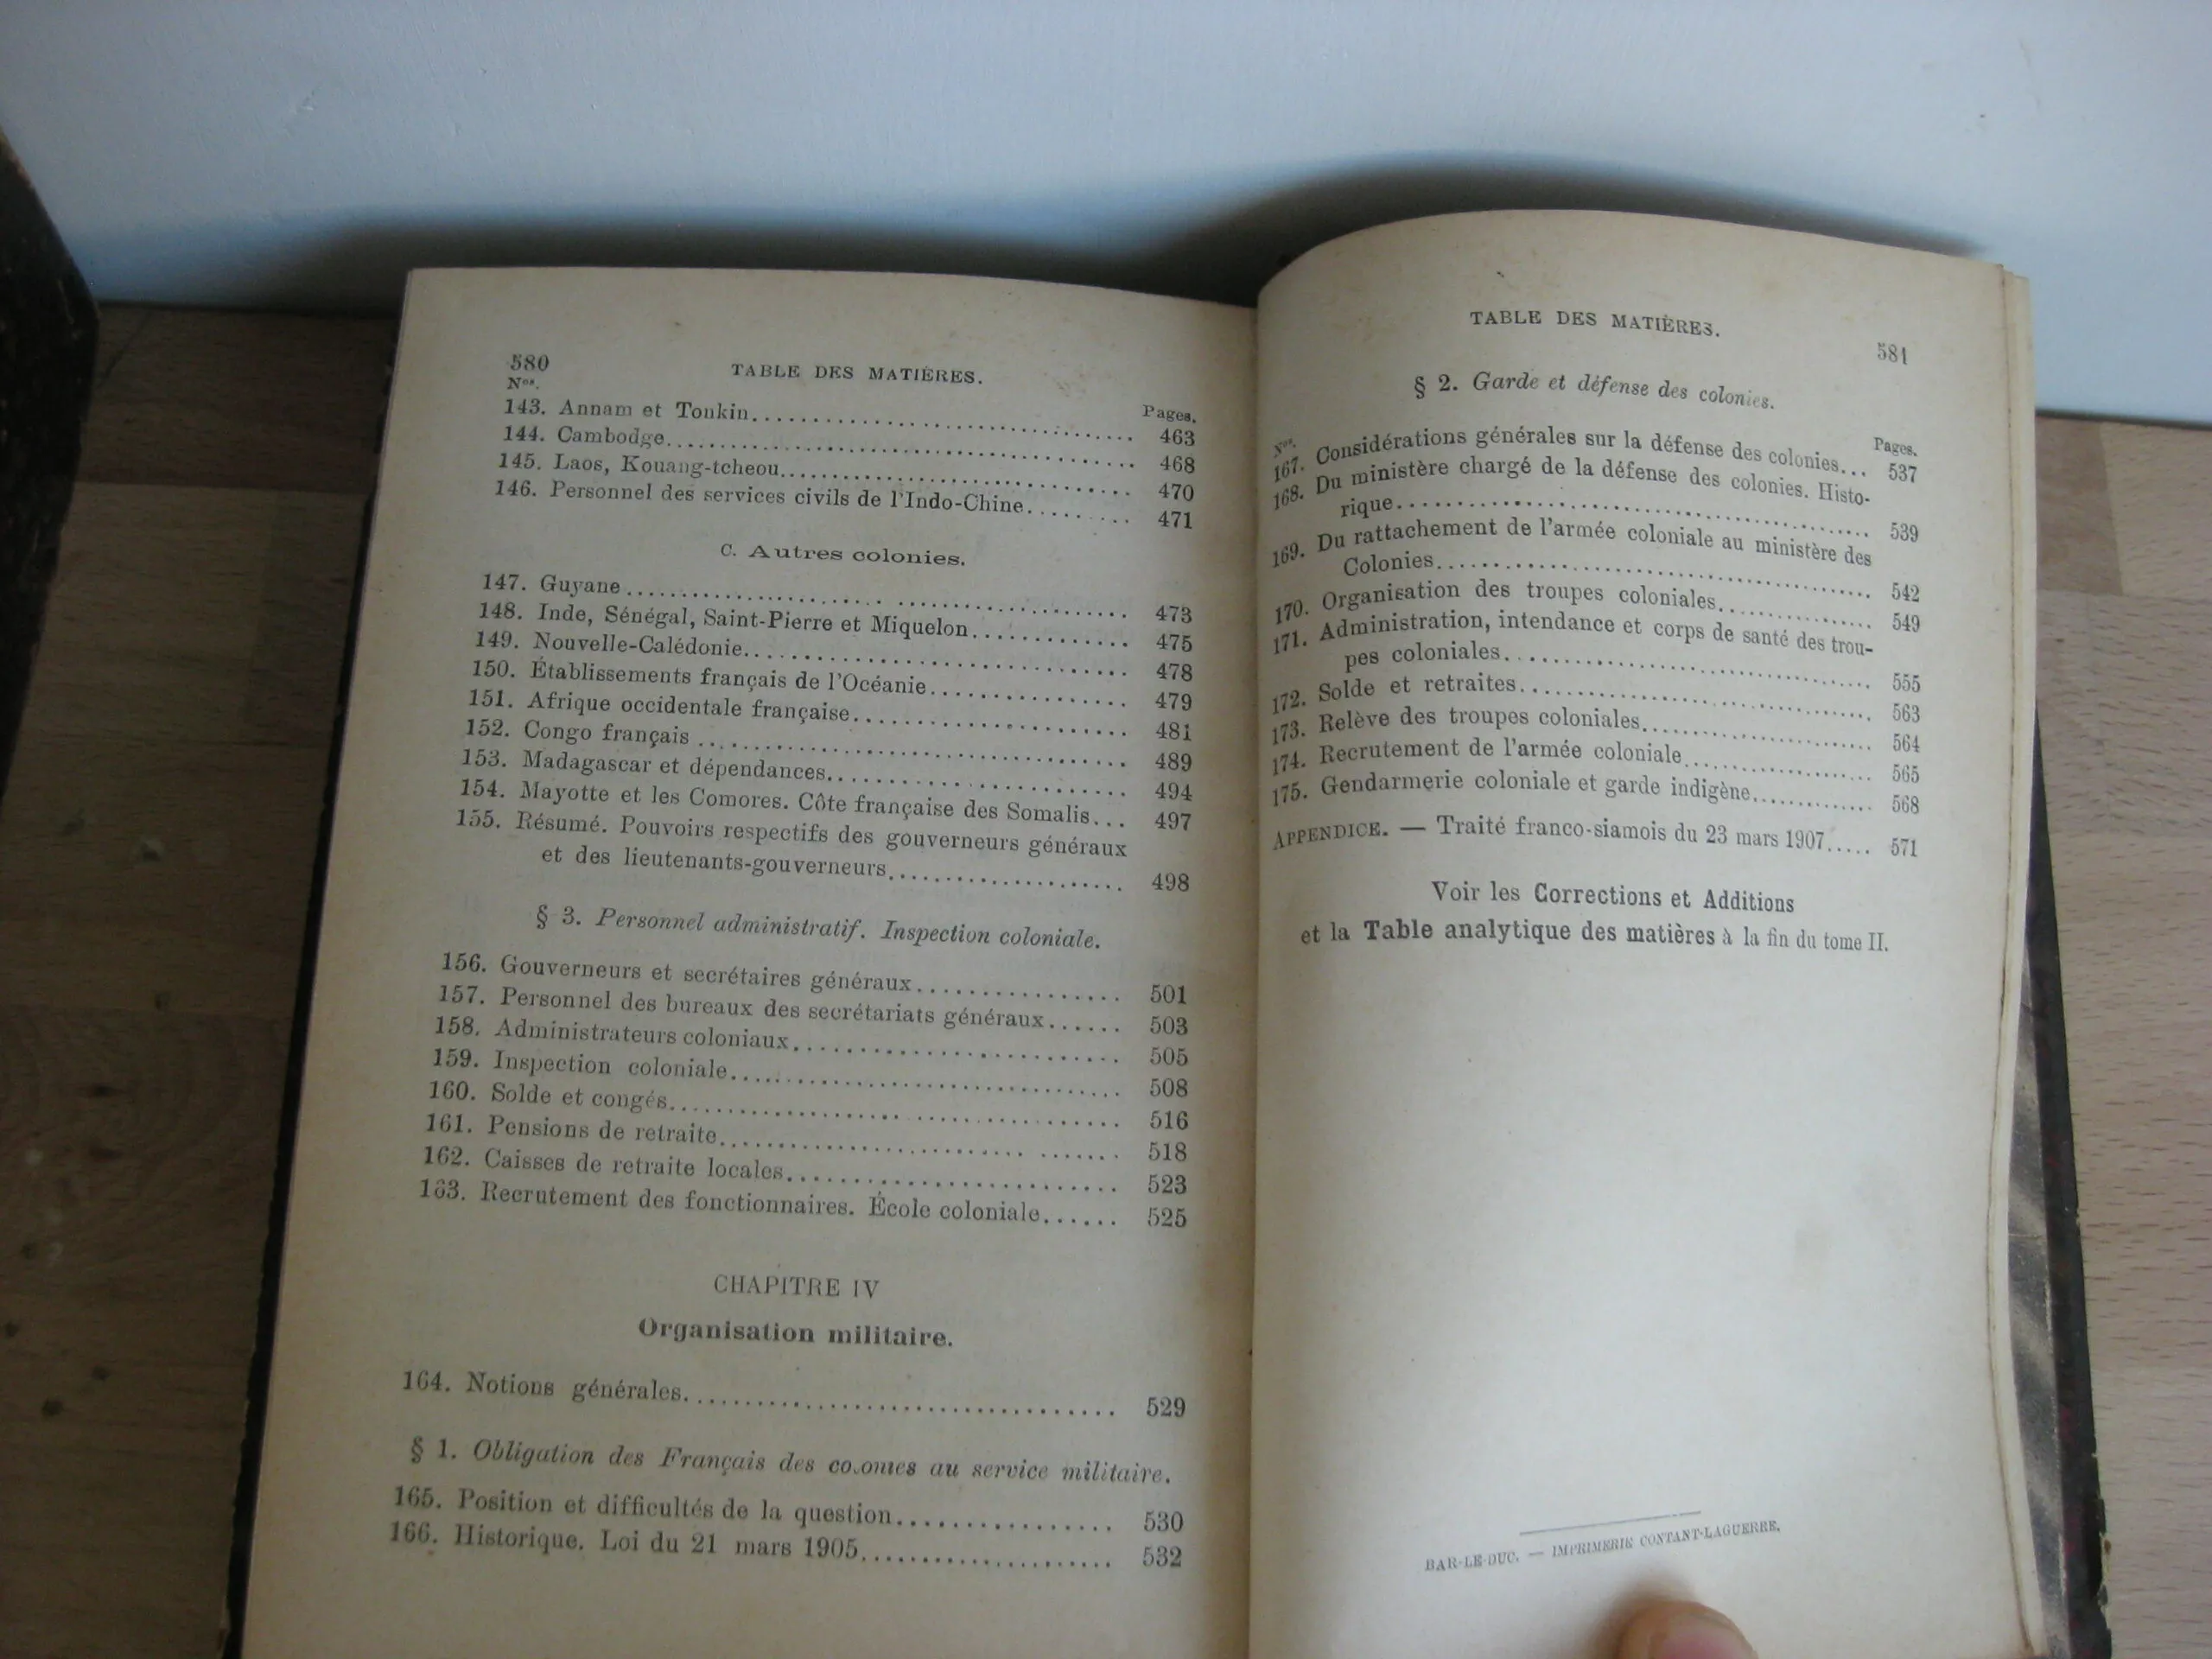 580
TABLE DES MATIÈRES.
Nos.
Pages.
143. Annam et Tonkin.......... 463
144. Cambodge.......... 468
145. Laos, Kouang-tcheou.......... 470
146. Personnel des services civils de l'Indo-Chine.......... 471
C. Autres colonies.
147. Guyane.......... 473
148. Inde, Sénégal, Saint-Pierre et Miquelon.......... 475
149. Nouvelle-Calédonie.......... 478
150. Établissements français de l'Océanie.......... 479
151. Afrique occidentale française.......... 481
152. Congo français.......... 489
153. Madagascar et dépendances.......... 494
154. Mayotte et les Comores. Côte française des Somalis... 497
155. Résumé. Pouvoirs respectifs des gouverneurs généraux
et des lieutenants-gouverneurs.......... 498
§ 3. Personnel administratif. Inspection coloniale.
156. Gouverneurs et secrétaires généraux.......... 501
157. Personnel des bureaux des secrétariats généraux...... 503
158. Administrateurs coloniaux.......... 505
159. Inspection coloniale.......... 508
160. Solde et congés.......... 516
161. Pensions de retraite.......... 518
162. Caisses de retraite locales.......... 523
163. Recrutement des fonctionnaires. École coloniale...... 525
CHAPITRE IV
Organisation militaire.
164. Notions générales.......... 529
§ 1. Obligation des Français des colonies au service militaire.
165. Position et difficultés de la question.......... 530
166. Historique. Loi du 21 mars 1905.......... 532
TABLE DES MATIÈRES.
581
§ 2. Garde et défense des colonies.
Nos.
Pages.
167. Considérations générales sur la défense des colonies... 537
168. Du ministère chargé de la défense des colonies. Histo-
rique.......... 539
169. Du rattachement de l'armée coloniale au ministère des
Colonies.......... 542
170. Organisation des troupes coloniales.......... 549
171. Administration, intendance et corps de santé des trou-
pes coloniales.......... 555
172. Solde et retraites.......... 563
173. Relève des troupes coloniales.......... 564
174. Recrutement de l'armée coloniale.......... 565
175. Gendarmerie coloniale et garde indigène.......... 568
APPENDICE. — Traité franco-siamois du 23 mars 1907..... 571
Voir les Corrections et Additions
et la Table analytique des matières à la fin du tome II.
BAR-LE-DUC. — IMPRIMERIE CONTANT-LAGUERRE.